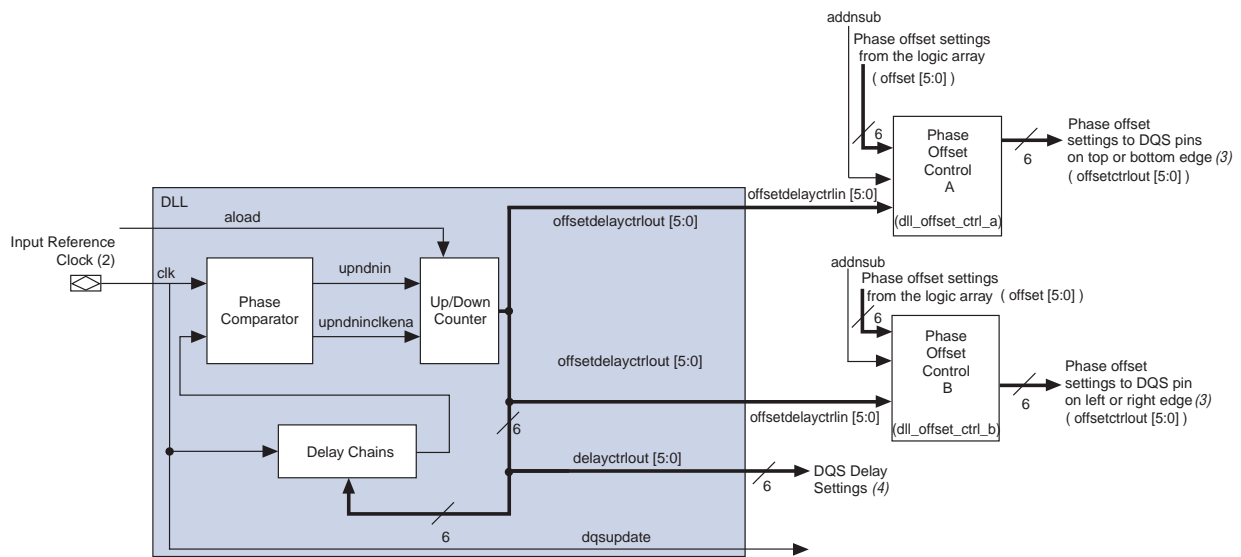 addnsub
Phase offset settings
from the logic array
( offset [5:0] )
6
Phase
Offset
Control
A
(dll_offset_ctrl_a)
6
Phase offset
settings to DQS pins
on top or bottom edge (3)
( offsetctrlout [5:0] )
DLL
aload
offsetdelayctrlout [5:0]
offsetdelayctrlin [5:0]
Input Reference
Clock (2)
clk
Phase
Comparator
upndnin
upndninclkena
Up/Down
Counter
addnsub
Phase offset settings
from the logic array ( offset [5:0] )
6
Phase
Offset
Control
B
(dll_offset_ctrl_b)
6
Phase offset
settings to DQS pin
on left or right edge (3)
( offsetctrlout [5:0] )
offsetdelayctrlout [5:0]
offsetdelayctrlin [5:0]
6
Delay Chains
delayctrlout [5:0]
6
DQS Delay
Settings (4)
6
dqsupdate